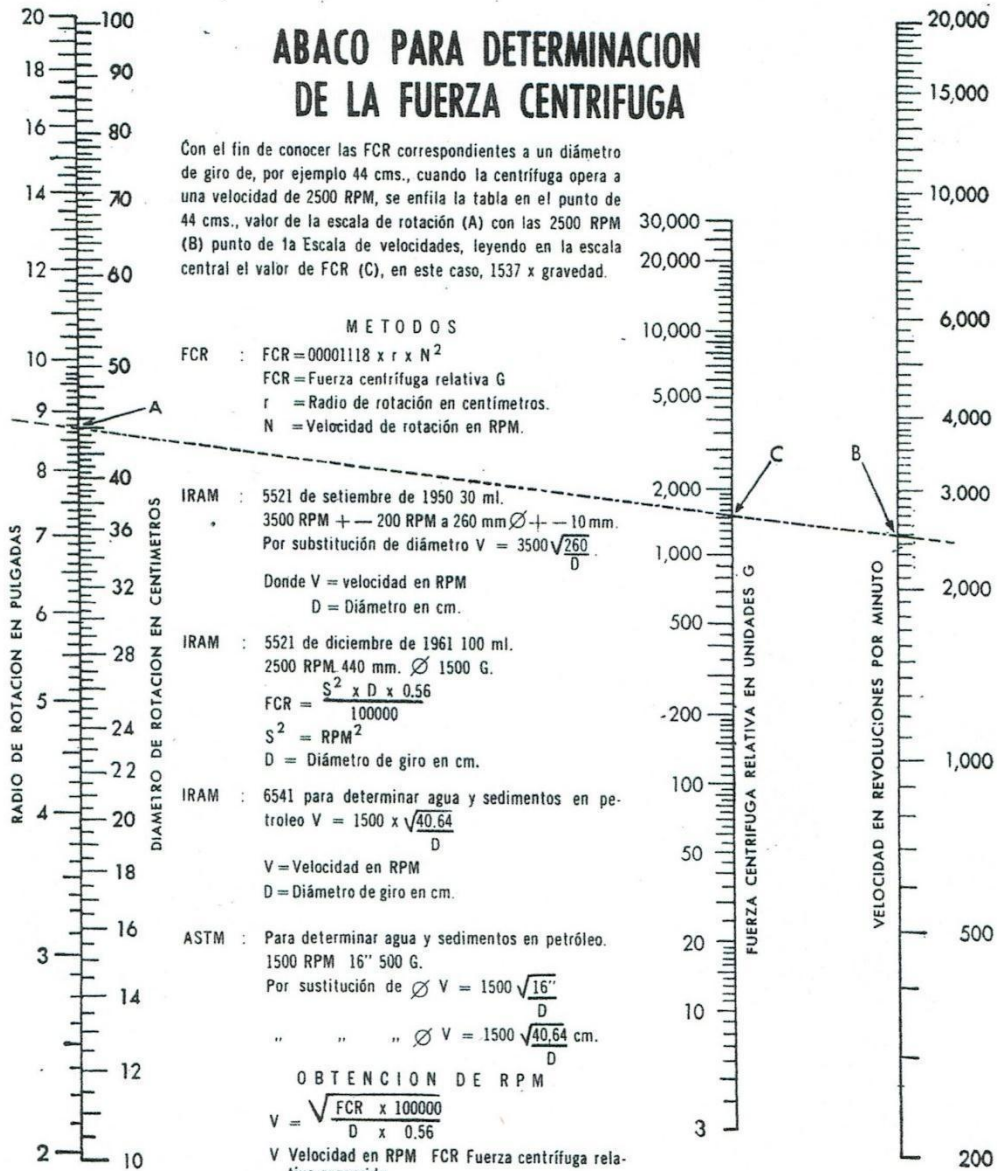 ABACO PARA DETERMINACION
DE LA FUERZA CENTRIFUGA
Con el fin de conocer las FCR correspondientes a un diámetro
de giro de, por ejemplo 44 cms., cuando la centrífuga opera a
una velocidad de 2500 RPM, se enfila la tabla en el punto de
44 cms., valor de la escala de rotación (A) con las 2500 RPM
(B) punto de 1a Escala de velocidades, leyendo en la escala
central el valor de FCR (C), en este caso, 1537 x gravedad.
METODOS
FCR : FCR=00001118 x r x N²
FCR=Fuerza centrífuga relativa G
r =Radio de rotación en centímetros.
N =Velocidad de rotación en RPM.
IRAM : 5521 de setiembre de 1950 30 ml.
3500 RPM + — 200 RPM a 260 mm Ø + — 10 mm.
Por substitución de diámetro V = 3500 √260
D
Donde V = velocidad en RPM
D = Diámetro en cm.
IRAM : 5521 de diciembre de 1961 100 ml.
2500 RPM 440 mm. Ø 1500 G.
FCR = S² x D x 0.56
100000
S² = RPM²
D = Diámetro de giro en cm.
IRAM : 6541 para determinar agua y sedimentos en pe-
troleo V = 1500 x √40.64
D
V = Velocidad en RPM
D = Diámetro de giro en cm.
ASTM : Para determinar agua y sedimentos en petróleo.
1500 RPM 16" 500 G.
Por sustitución de Ø V = 1500 √16"
D
" " " Ø V = 1500 √40,64 cm.
D
OBTENCION DE RPM
V = √FCR x 100000
D x 0.56
V Velocidad en RPM FCR Fuerza centrífuga rela-
RADIO DE ROTACION EN PULGADAS
20
18
16
14
12
10
9
8
7
6
5
4
3
2
DIAMETRO DE ROTACION EN CENTIMETROS
100
90
80
70
60
50
40
36
32
28
24
22
20
18
16
14
12
10
A
FUERZA CENTRIFUGA RELATIVA EN UNIDADES G
30,000
20,000
10,000
5,000
2,000
1,000
500
200
100
50
20
10
3
C
VELOCIDAD EN REVOLUCIONES POR MINUTO
20,000
15,000
10,000
6,000
4,000
3.000
2,000
1,000
500
200
B